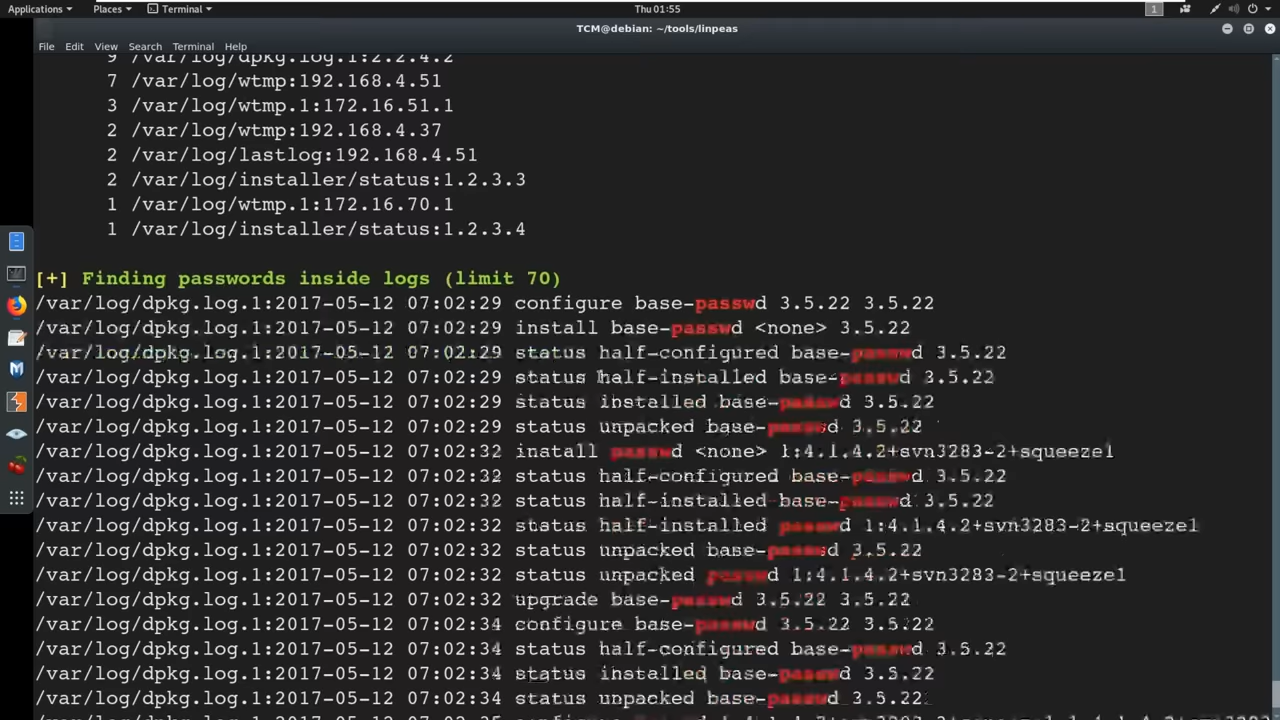 Applications Places Terminal Thu 01:55 1
TCM@debian: ~/tools/linpeas
File Edit View Search Terminal Help
9 /var/log/dpkg.log.1:2.2.4.2
7 /var/log/wtmp:192.168.4.51
3 /var/log/wtmp.1:172.16.51.1
2 /var/log/wtmp:192.168.4.37
2 /var/log/lastlog:192.168.4.51
2 /var/log/installer/status:1.2.3.3
1 /var/log/wtmp.1:172.16.70.1
1 /var/log/installer/status:1.2.3.4
[+] Finding passwords inside logs (limit 70)
/var/log/dpkg.log.1:2017-05-12 07:02:29 configure base-passwd 3.5.22 3.5.22
/var/log/dpkg.log.1:2017-05-12 07:02:29 install base-passwd <none> 3.5.22
/var/log/dpkg.log.1:2017-05-12 07:02:29 status half-configured base-passwd 3.5.22
/var/log/dpkg.log.1:2017-05-12 07:02:29 status half-installed base-passwd 3.5.22
/var/log/dpkg.log.1:2017-05-12 07:02:29 status installed base-passwd 3.5.22
/var/log/dpkg.log.1:2017-05-12 07:02:29 status unpacked base-passwd 3.5.22
/var/log/dpkg.log.1:2017-05-12 07:02:32 install passwd <none> 1:4.1.4.2+svn3283-2+squeeze1
/var/log/dpkg.log.1:2017-05-12 07:02:32 status half-configured base-passwd 3.5.22
/var/log/dpkg.log.1:2017-05-12 07:02:32 status half-installed base-passwd 3.5.22
/var/log/dpkg.log.1:2017-05-12 07:02:32 status half-installed passwd 1:4.1.4.2+svn3283-2+squeeze1
/var/log/dpkg.log.1:2017-05-12 07:02:32 status unpacked base-passwd 3.5.22
/var/log/dpkg.log.1:2017-05-12 07:02:32 status unpacked passwd 1:4.1.4.2+svn3283-2+squeeze1
/var/log/dpkg.log.1:2017-05-12 07:02:32 upgrade base-passwd 3.5.22 3.5.22
/var/log/dpkg.log.1:2017-05-12 07:02:34 configure base-passwd 3.5.22 3.5.22
/var/log/dpkg.log.1:2017-05-12 07:02:34 status half-configured base-passwd 3.5.22
/var/log/dpkg.log.1:2017-05-12 07:02:34 status installed base-passwd 3.5.22
/var/log/dpkg.log.1:2017-05-12 07:02:34 status unpacked base-passwd 3.5.22